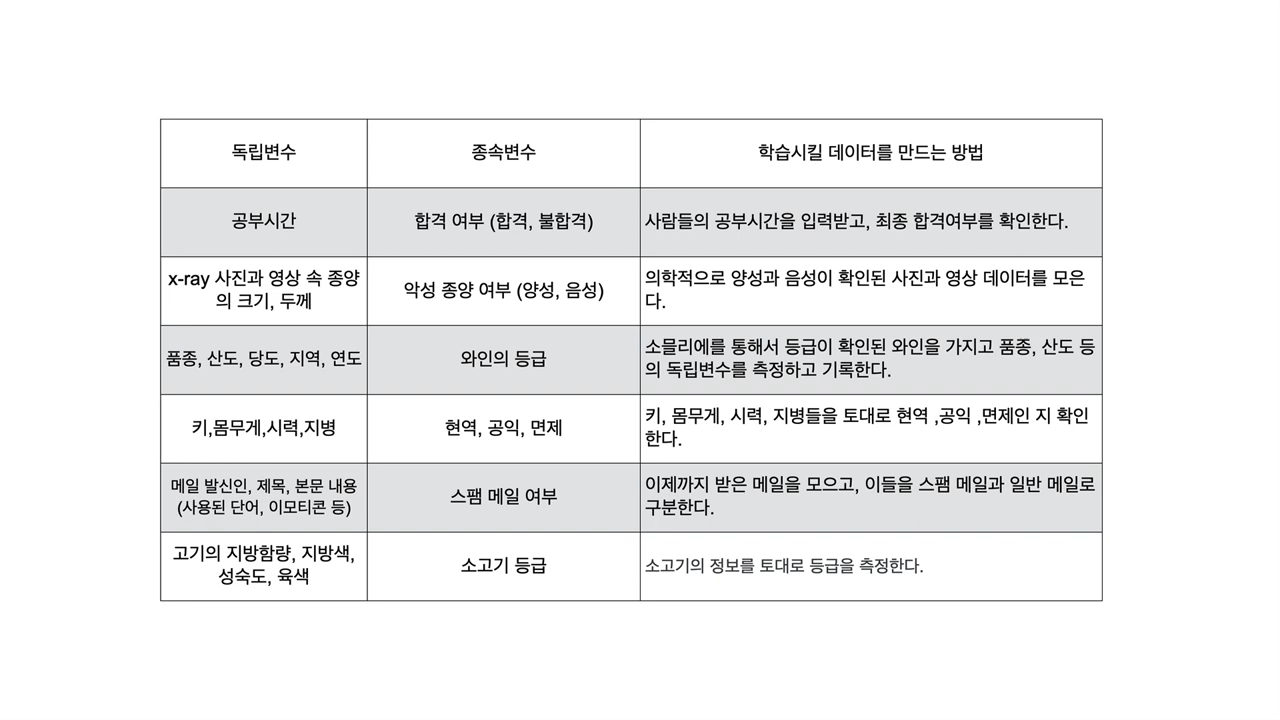 독립변수
종속변수
학습시킬 데이터를 만드는 방법
공부시간
합격 여부 (합격, 불합격)
사람들의 공부시간을 입력받고, 최종 합격여부를 확인한다.
x-ray 사진과 영상 속 종양
의 크기, 두께
악성 종양 여부 (양성, 음성)
의학적으로 양성과 음성이 확인된 사진과 영상 데이터를 모은
다.
품종, 산도, 당도, 지역, 연도
와인의 등급
소믈리에를 통해서 등급이 확인된 와인을 가지고 품종, 산도 등
의 독립변수를 측정하고 기록한다.
키,몸무게,시력,지병
현역, 공익, 면제
키, 몸무게, 시력, 지병들을 토대로 현역 ,공익 ,면제인 지 확인
한다.
메일 발신인, 제목, 본문 내용
(사용된 단어, 이모티콘 등)
스팸 메일 여부
이제까지 받은 메일을 모으고, 이들을 스팸 메일과 일반 메일로
구분한다.
고기의 지방함량, 지방색,
성숙도, 육색
소고기 등급
소고기의 정보를 토대로 등급을 측정한다.